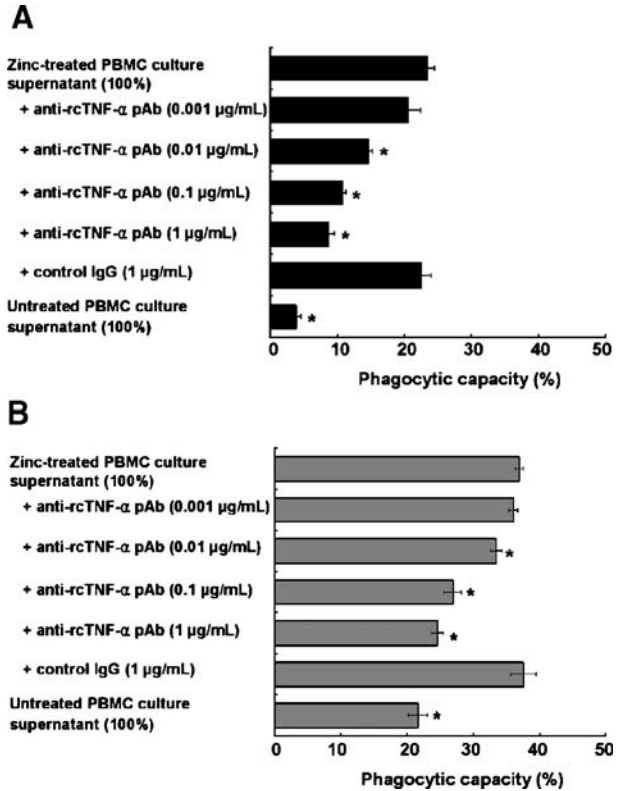 A
Zinc-treated PBMC culture
supernatant (100%)
+ anti-rcTNF-α pAb (0.001 µg/mL)
+ anti-rcTNF-α pAb (0.01 µg/mL)
*
+ anti-rcTNF-α pAb (0.1 µg/mL)
*
+ anti-rcTNF-α pAb (1 µg/mL)
*
+ control IgG (1 µg/mL)
Untreated PBMC culture
supernatant (100%)
*
0 10 20 30 40 50
Phagocytic capacity (%)
B
Zinc-treated PBMC culture
supernatant (100%)
+ anti-rcTNF-α pAb (0.001 µg/mL)
+ anti-rcTNF-α pAb (0.01 µg/mL)
*
+ anti-rcTNF-α pAb (0.1 µg/mL)
*
+ anti-rcTNF-α pAb (1 µg/mL)
*
+ control IgG (1 µg/mL)
Untreated PBMC culture
supernatant (100%)
*
0 10 20 30 40 50
Phagocytic capacity (%)